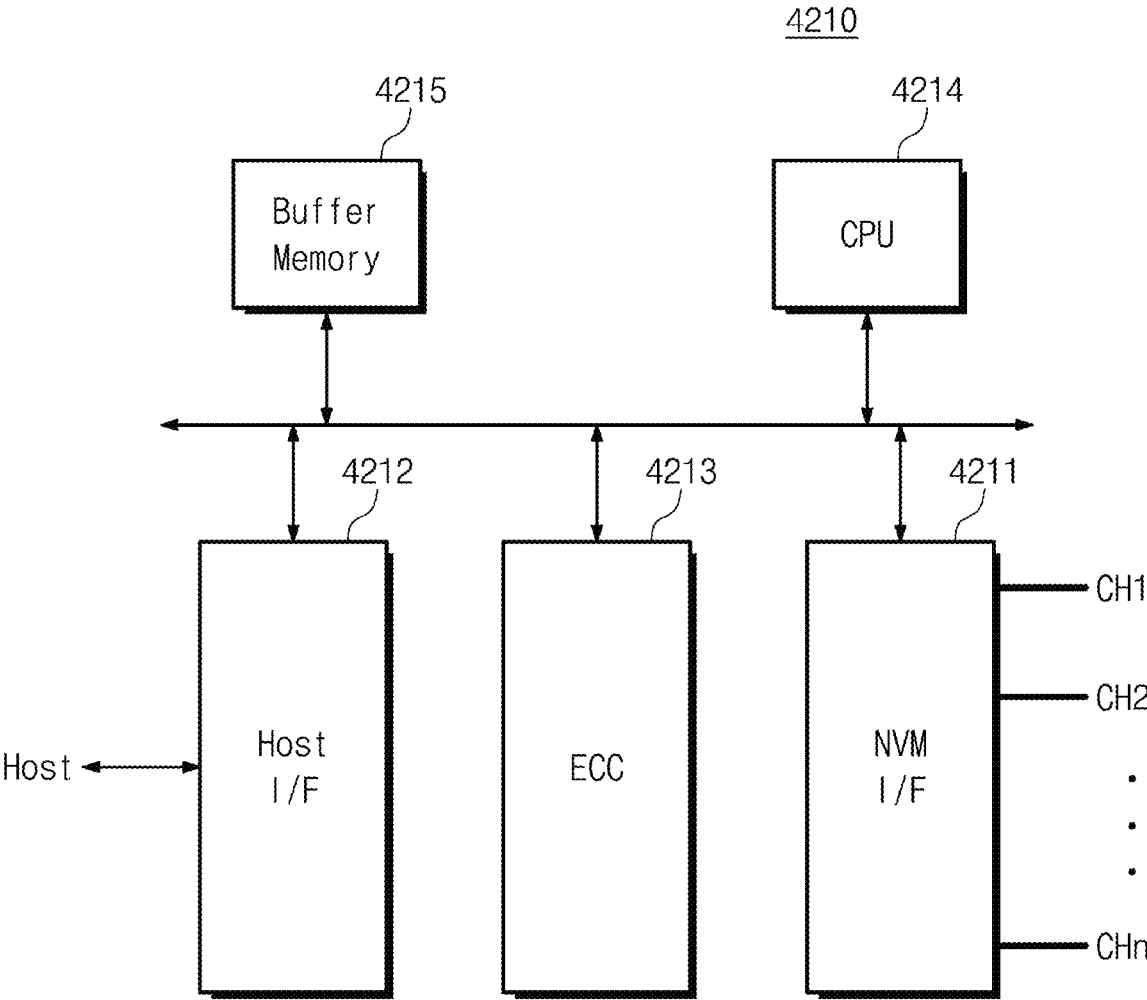 4210
4215
4214
Buffer
Memory
CPU
4212
4213
4211
CH1
CH2
Host
Host
I/F
ECC
NVM
I/F
CHn